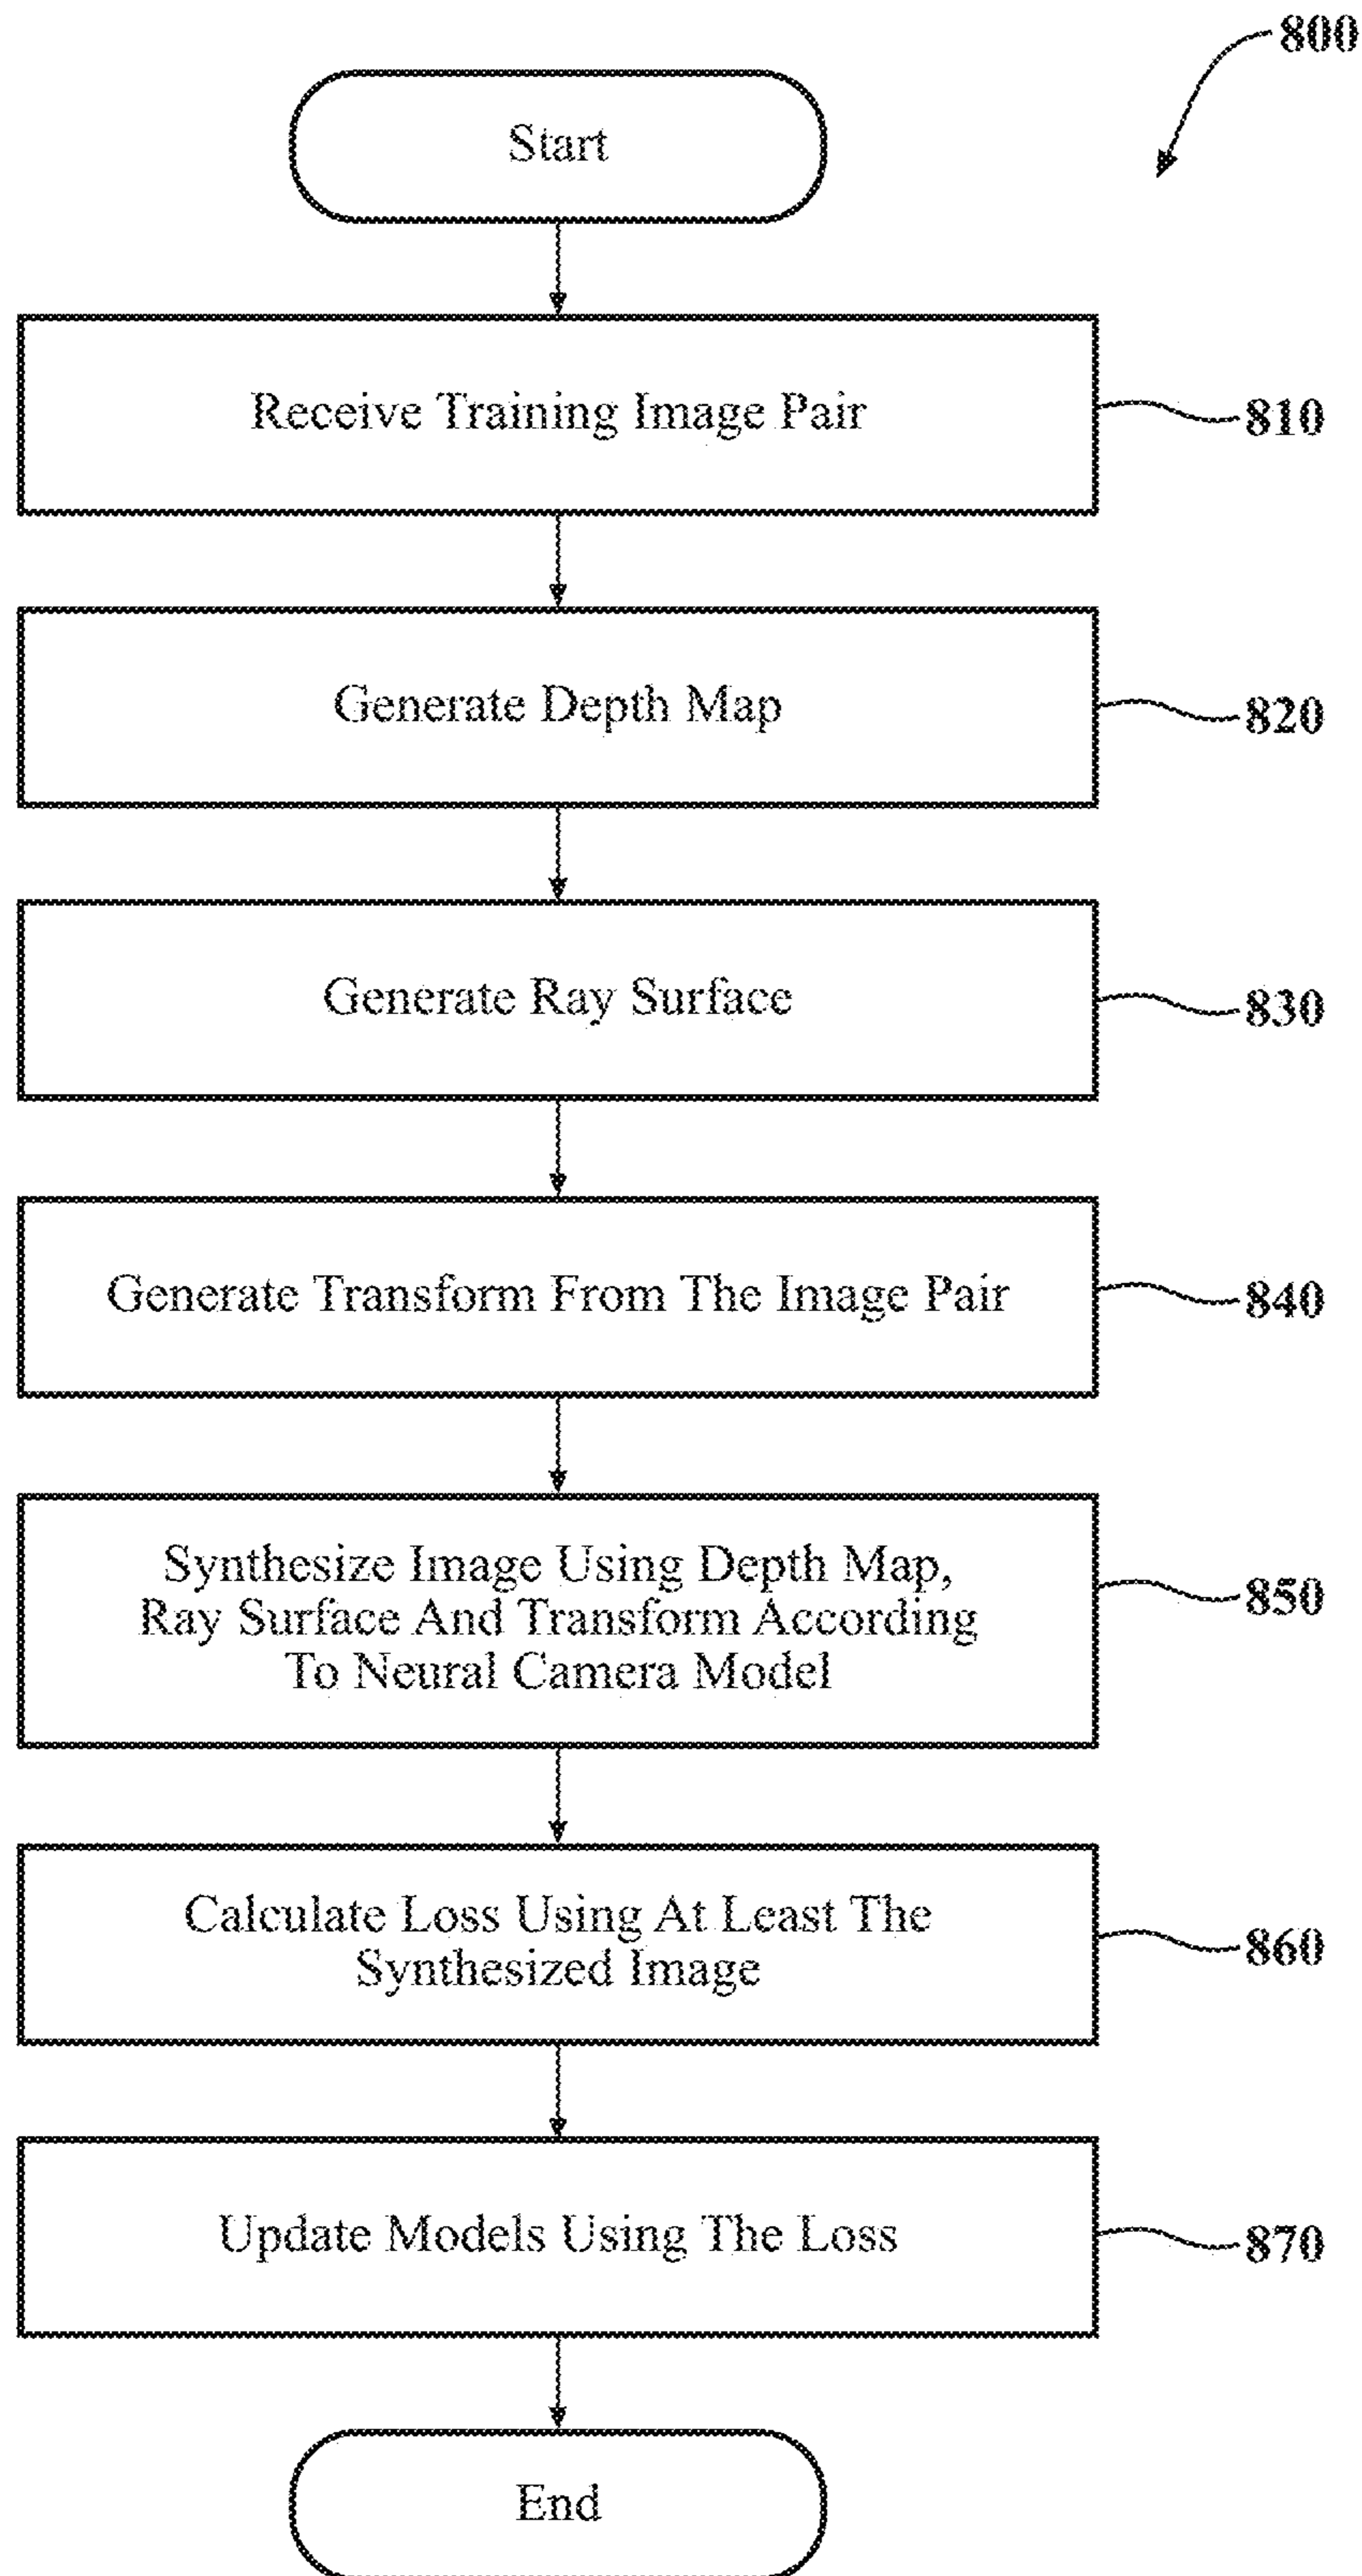 800
Start
Receive Training Image Pair
810
Generate Depth Map
820
Generate Ray Surface
830
Generate Transform From The Image Pair
840
Synthesize Image Using Depth Map,
Ray Surface And Transform According
To Neural Camera Model
850
Calculate Loss Using At Least The
Synthesized Image
860
Update Models Using The Loss
870
End